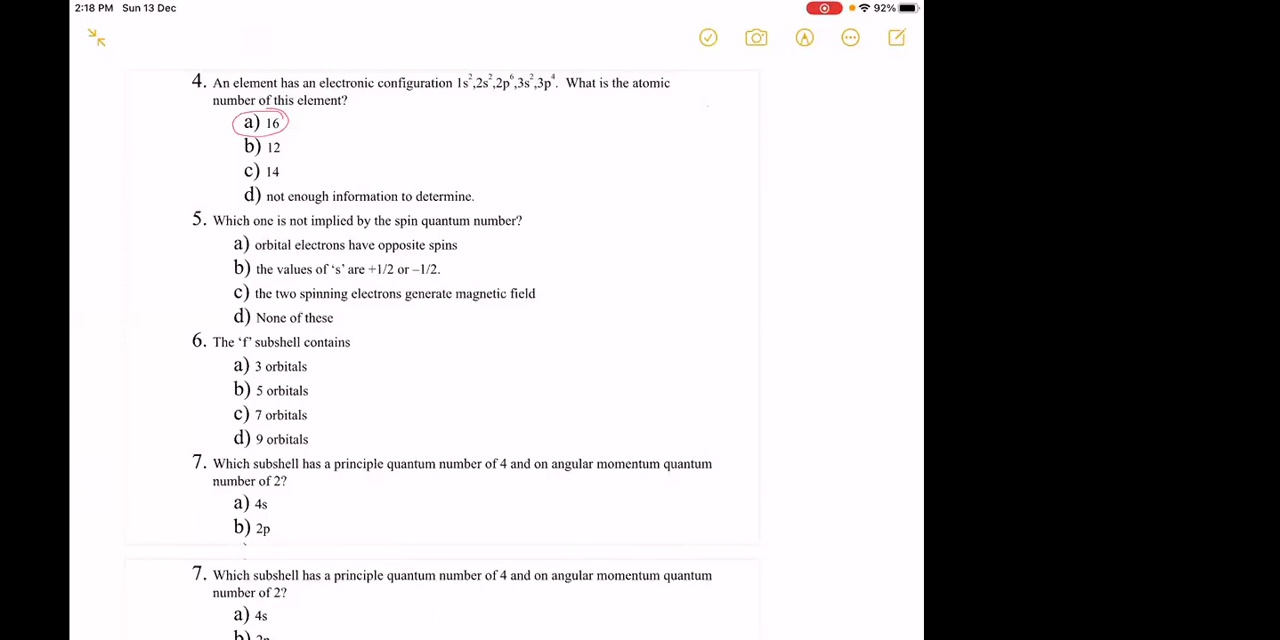 2:18 PM Sun 13 Dec 92%
4. An element has an electronic configuration 1s²,2s²,2p⁶,3s²,3p⁴. What is the atomic
number of this element?
a) 16
b) 12
c) 14
d) not enough information to determine.
5. Which one is not implied by the spin quantum number?
a) orbital electrons have opposite spins
b) the values of ‘s’ are +1/2 or –1/2.
c) the two spinning electrons generate magnetic field
d) None of these
6. The ‘f’ subshell contains
a) 3 orbitals
b) 5 orbitals
c) 7 orbitals
d) 9 orbitals
7. Which subshell has a principle quantum number of 4 and on angular momentum quantum
number of 2?
a) 4s
b) 2p
7. Which subshell has a principle quantum number of 4 and on angular momentum quantum
number of 2?
a) 4s
b) 2p